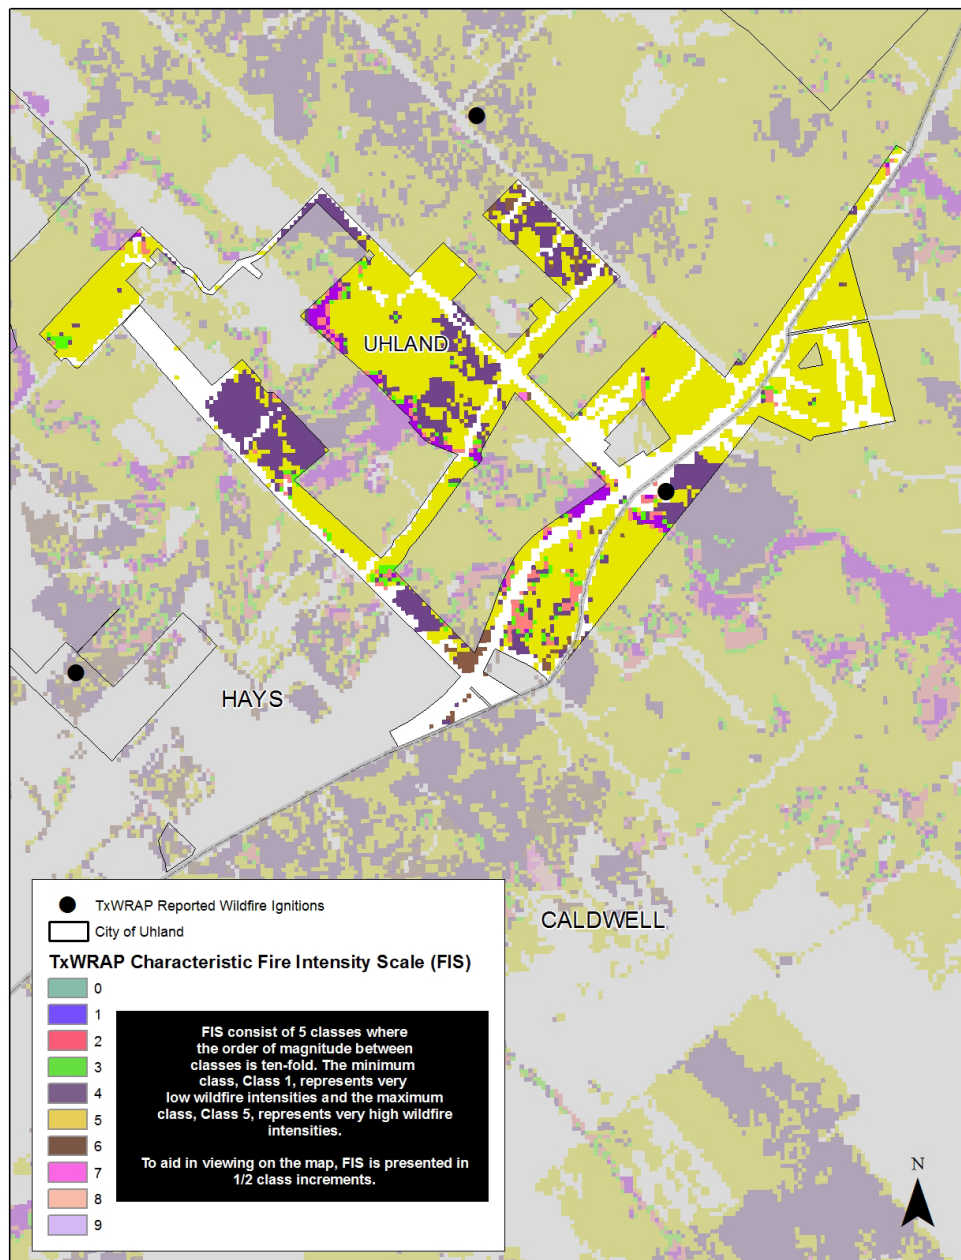 UHLAND
HAYS
CALDWELL
TxWRAP Reported Wildfire Ignitions
City of Uhland
TxWRAP Characteristic Fire Intensity Scale (FIS)
0
1
2
3
4
5
6
7
8
9
FIS consist of 5 classes where
the order of magnitude between
classes is ten-fold. The minimum
class, Class 1, represents very
low wildfire intensities and the maximum
class, Class 5, represents very high wildfire
intensities.
To aid in viewing on the map, FIS is presented in
1/2 class increments.
N